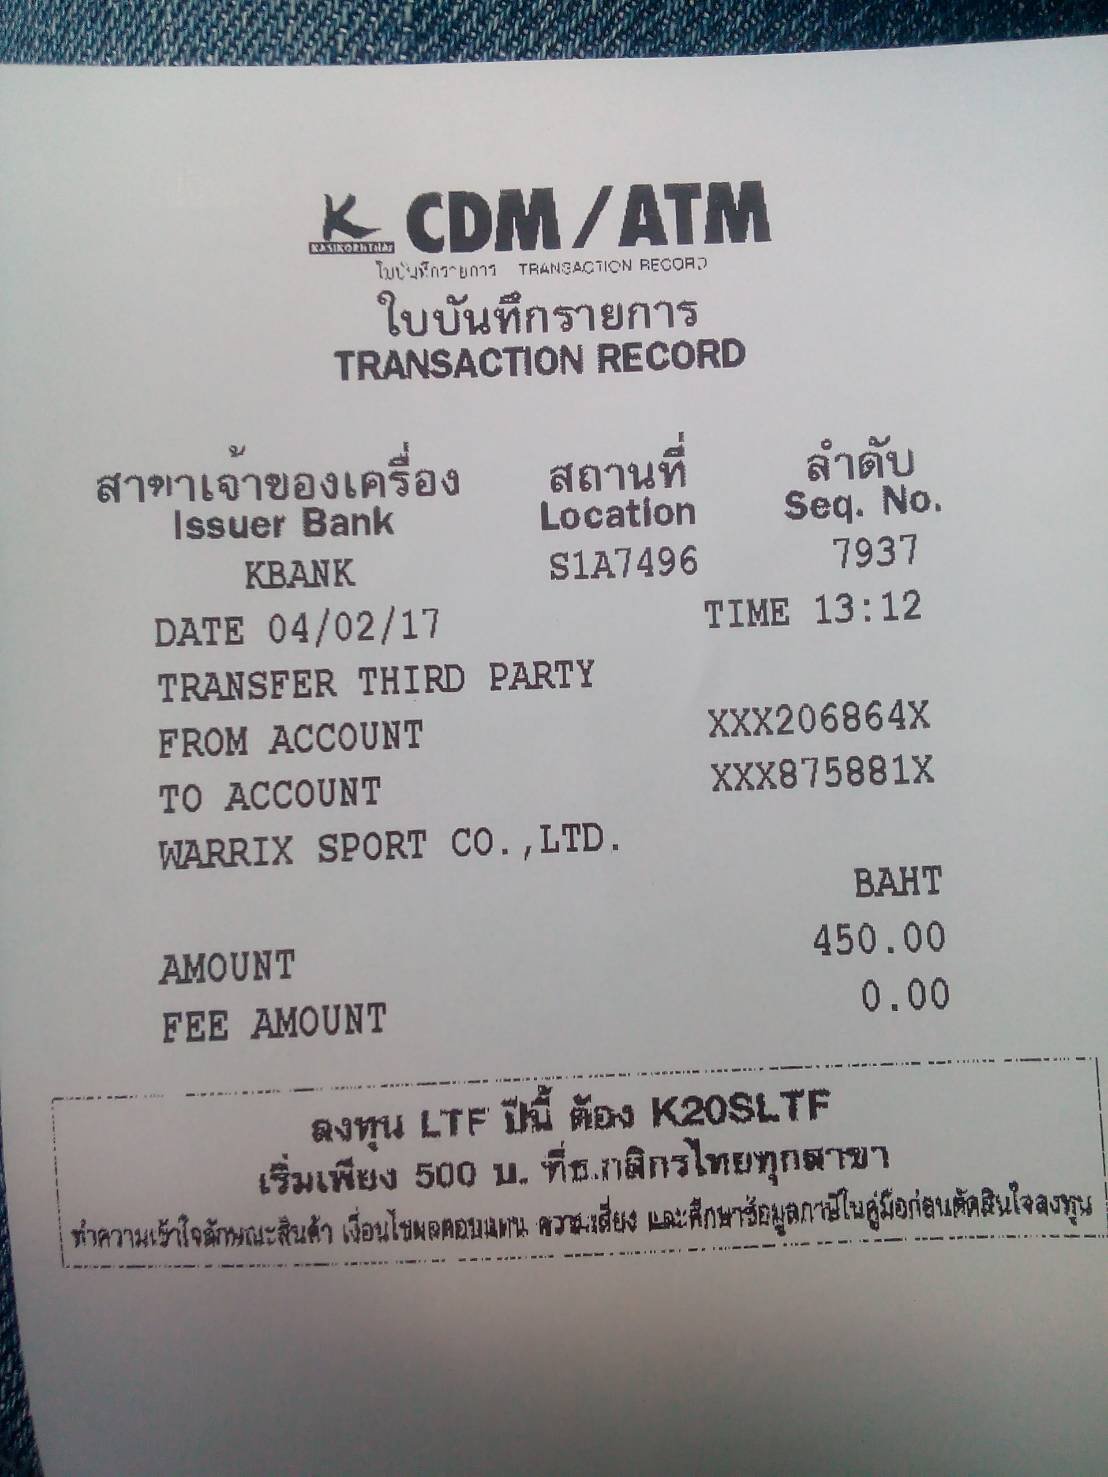 K CDM/ATM
KASIKORNTHAI
ใบบันทึกรายการ TRANSACTION RECORD
ใบบันทึกรายการ
TRANSACTION RECORD
สาขาเจ้าของเครื่อง สถานที่ ลำดับ
Issuer Bank Location Seq. No.
KBANK S1A7496 7937
DATE 04/02/17 TIME 13:12
TRANSFER THIRD PARTY
FROM ACCOUNT XXX206864X
TO ACCOUNT XXX875881X
WARRIX SPORT CO.,LTD.
BAHT
AMOUNT 450.00
FEE AMOUNT 0.00
ลงทุน LTF ปีนี้ ต้อง K20SLTF
เริ่มเพียง 500 บ. ที่ธ.กสิกรไทยทุกสาขา
ทำความเข้าใจลักษณะสินค้า เงื่อนไขผลตอบแทน ความเสี่ยง และศึกษาข้อมูลภาษีในคู่มือก่อนตัดสินใจลงทุน